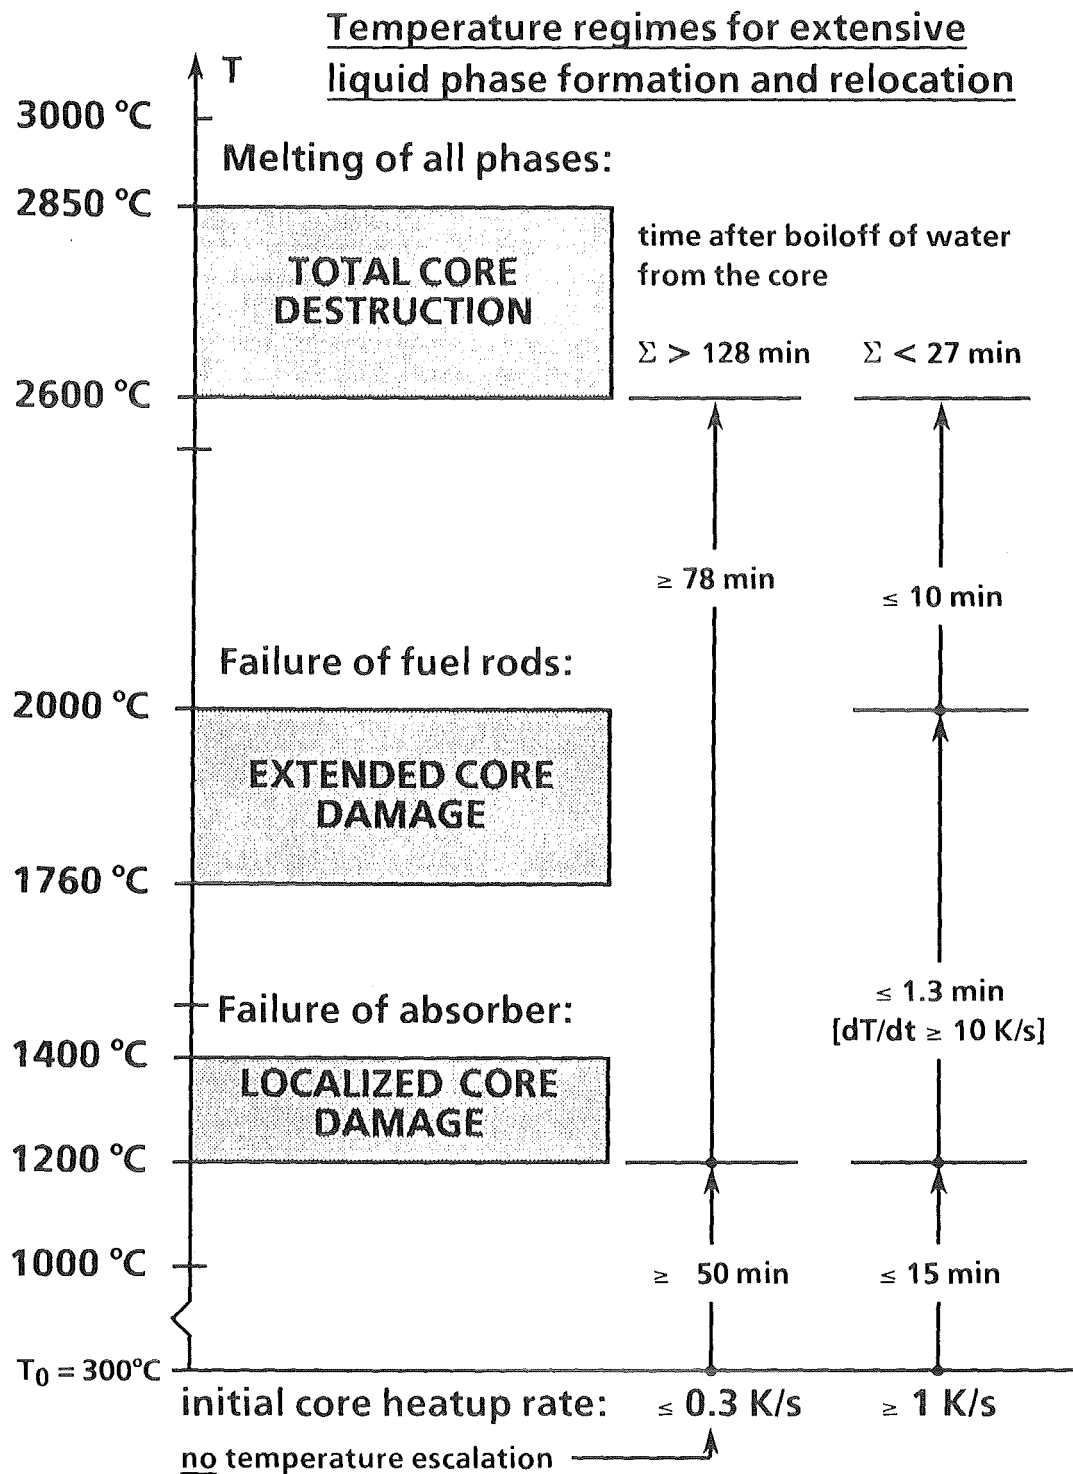 Temperature regimes for extensive
liquid phase formation and relocation
T
3000 °C
Melting of all phases:
2850 °C
TOTAL CORE
DESTRUCTION
time after boiloff of water
from the core
Σ > 128 min
Σ < 27 min
2600 °C
≥ 78 min
≤ 10 min
Failure of fuel rods:
2000 °C
EXTENDED CORE
DAMAGE
1760 °C
≤ 1.3 min
[dT/dt ≥ 10 K/s]
Failure of absorber:
1400 °C
LOCALIZED CORE
DAMAGE
1200 °C
1000 °C
≥ 50 min
≤ 15 min
T₀ = 300°C
initial core heatup rate: ≤ 0.3 K/s ≥ 1 K/s
no temperature escalation